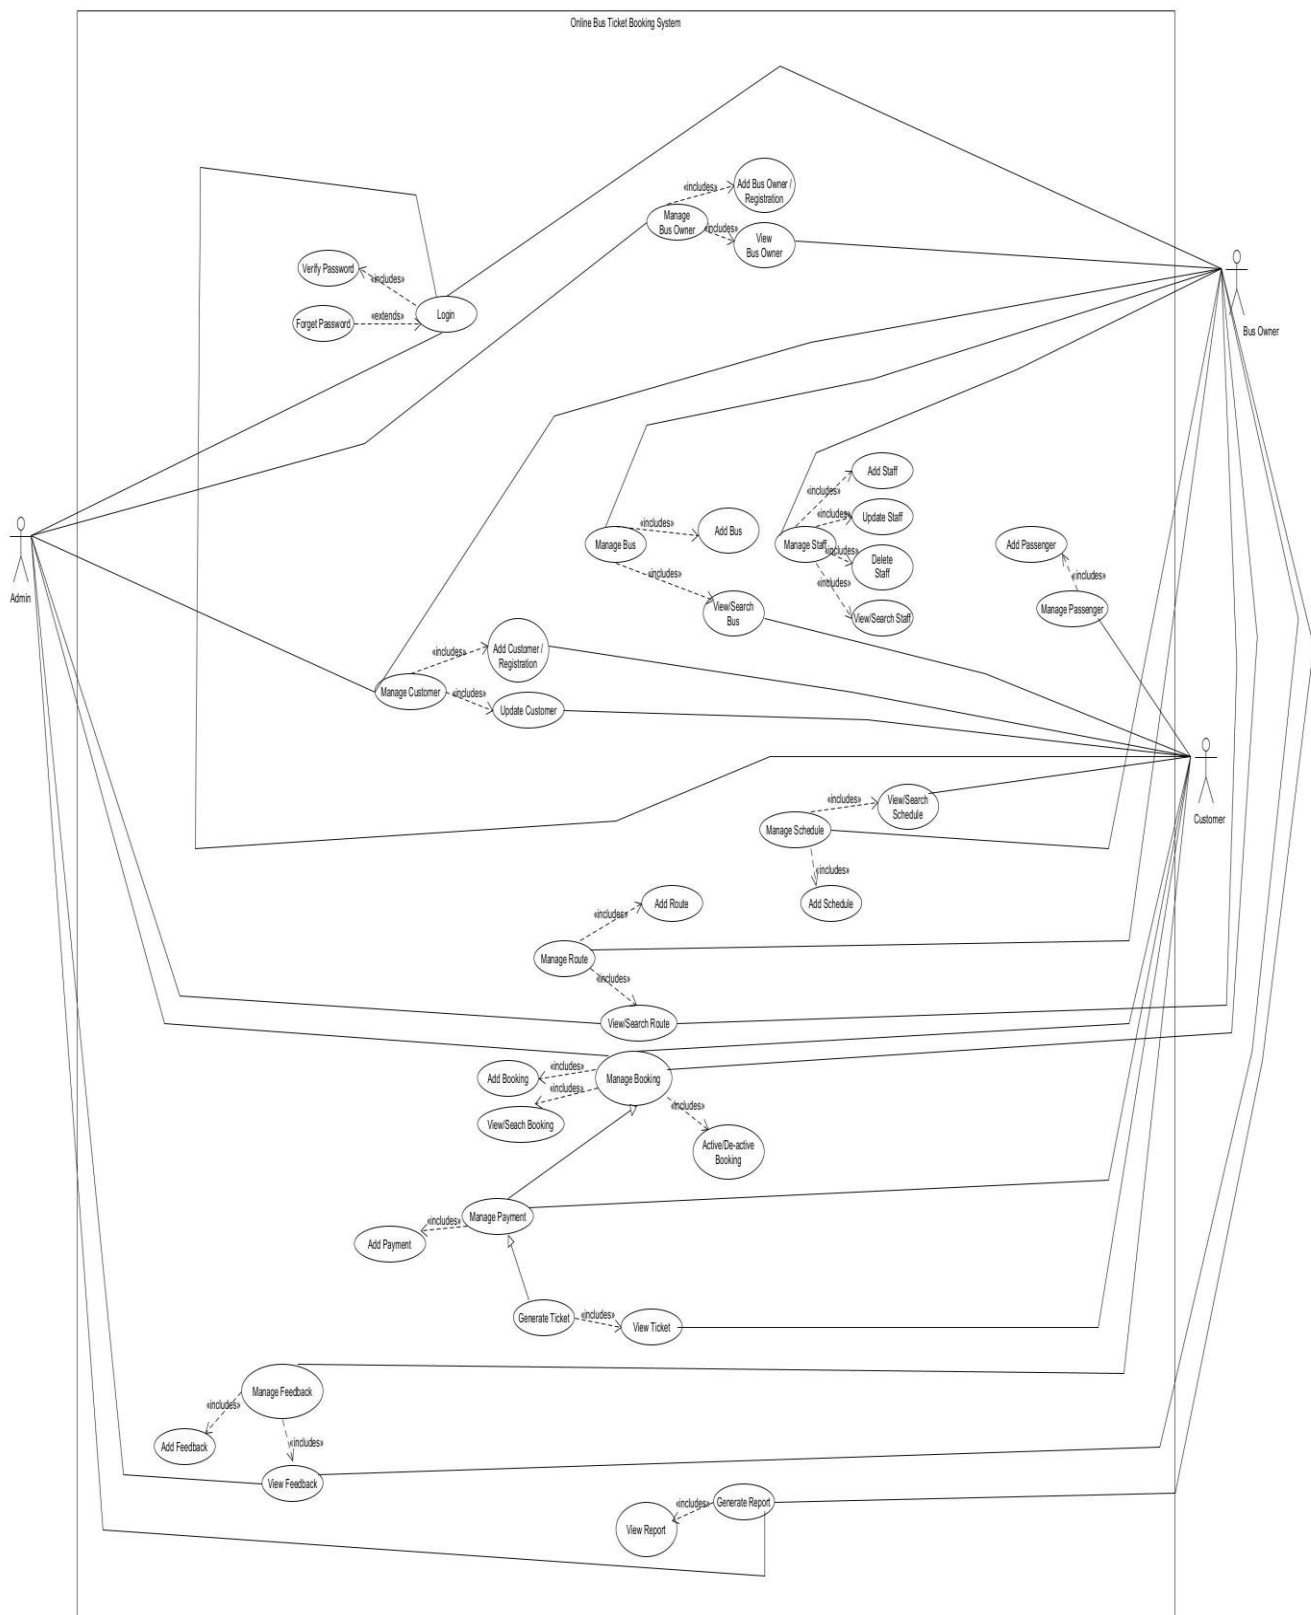 Online Bus Ticket Booking System
«includes»
Add Bus Owner /
Registration
Manage
Bus Owner
«includes»
View
Bus Owner
Verify Password
«includes»
Forget Password
«extends»
Login
Bus Owner
Add Staff
«includes»
«includes»
Update Staff
Manage Bus
«includes»
Add Bus
Manage Staff
«includes»
Delete
Staff
«includes»
View/Search Staff
Add Passenger
«includes»
Manage Passenger
Admin
«includes»
View/Search
Bus
«includes»
Add Customer /
Registration
Manage Customer
«includes»
Update Customer
«includes»
View/Search
Schedule
Manage Schedule
Customer
«includes»
Add Schedule
Add Route
«includes»
Manage Route
«includes»
View/Search Route
Add Booking
«includes»
Manage Booking
«includes»
View/Seach Booking
«includes»
Active/De-active
Booking
Manage Payment
«includes»
Add Payment
Generate Ticket
«includes»
View Ticket
Manage Feedback
«includes»
Add Feedback
«includes»
View Feedback
Generate Report
«includes»
View Report